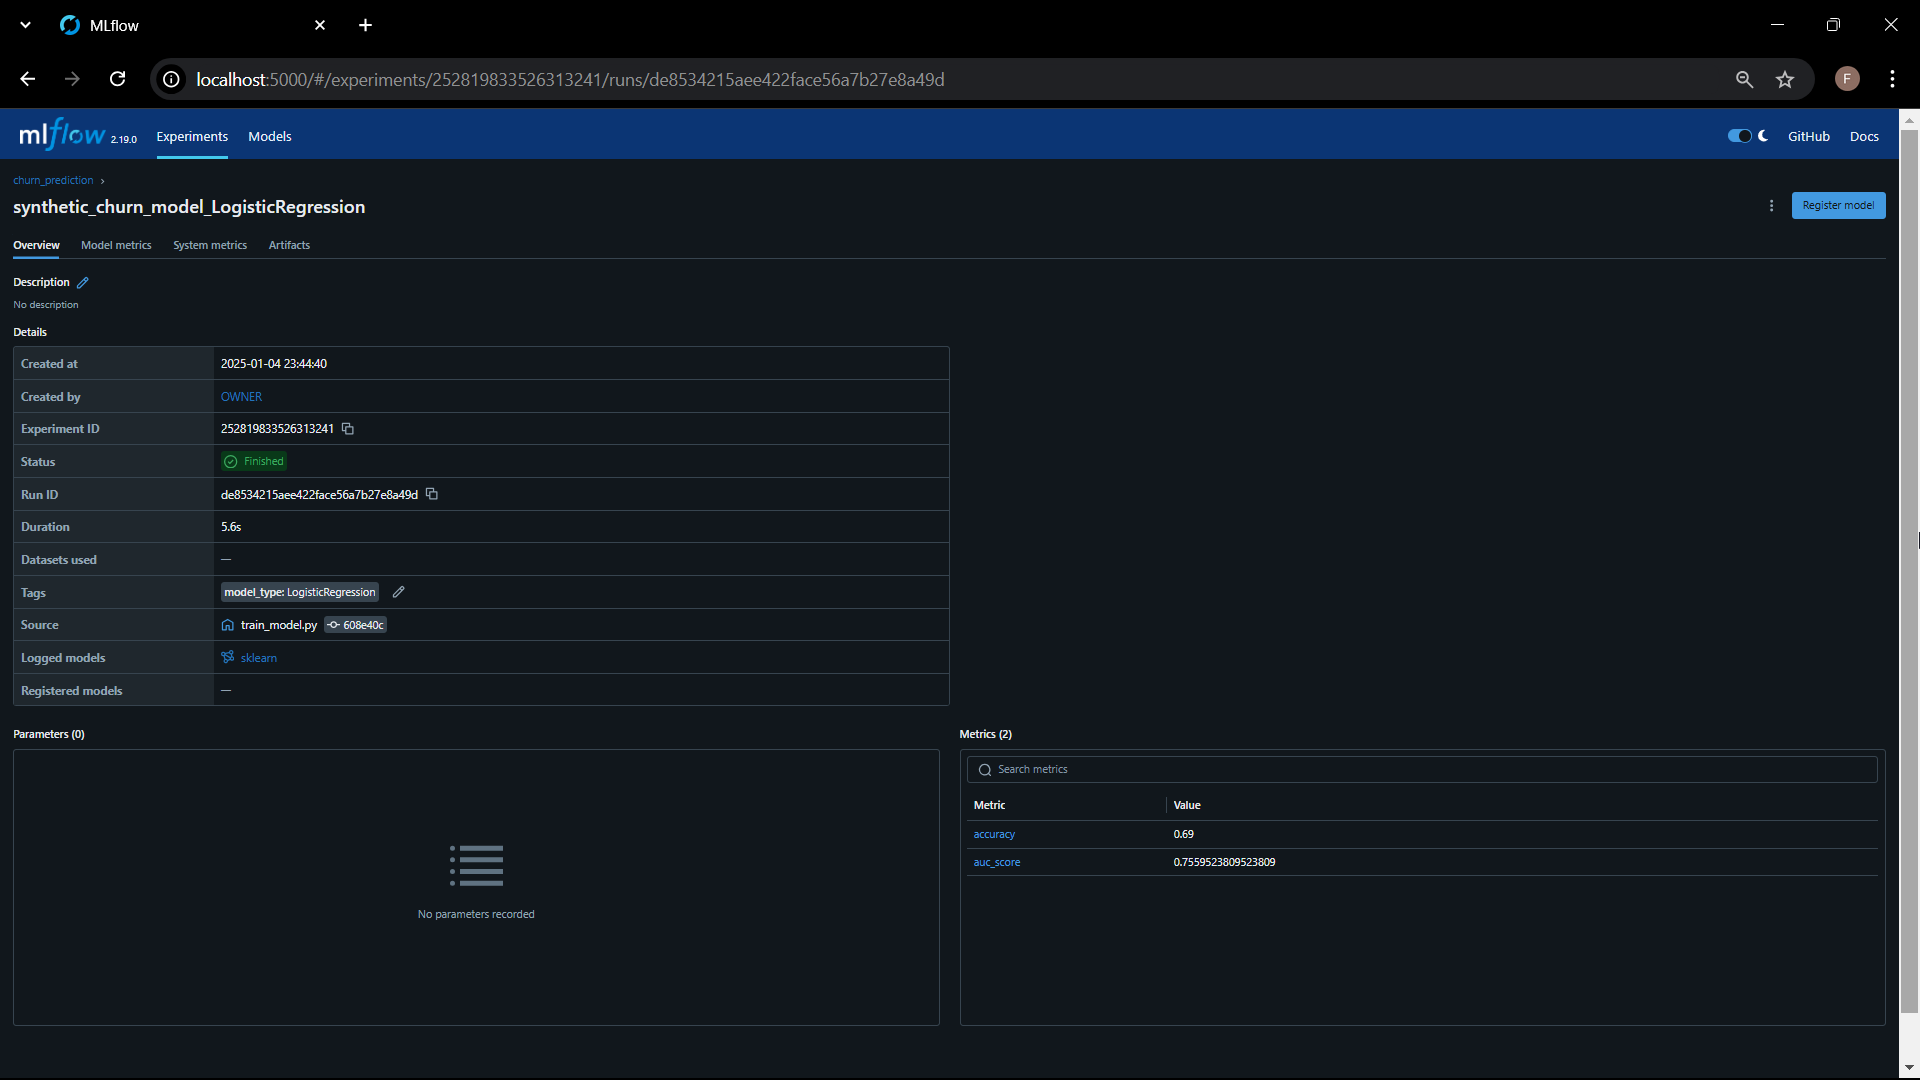 MLflow
localhost:5000/#/experiments/252819833526313241/runs/de8534215aee422face56a7b27e8a49d
F
mlflow 2.19.0 Experiments Models GitHub Docs
churn_prediction ›
synthetic_churn_model_LogisticRegression
Register model
Overview Model metrics System metrics Artifacts
Description
No description
Details
Created at 2025-01-04 23:44:40
Created by OWNER
Experiment ID 252819833526313241
Status Finished
Run ID de8534215aee422face56a7b27e8a49d
Duration 5.6s
Datasets used —
Tags model_type: LogisticRegression
Source train_model.py 608e40c
Logged models sklearn
Registered models —
Parameters (0)
No parameters recorded
Metrics (2)
Search metrics
Metric Value
accuracy 0.69
auc_score 0.7559523809523809